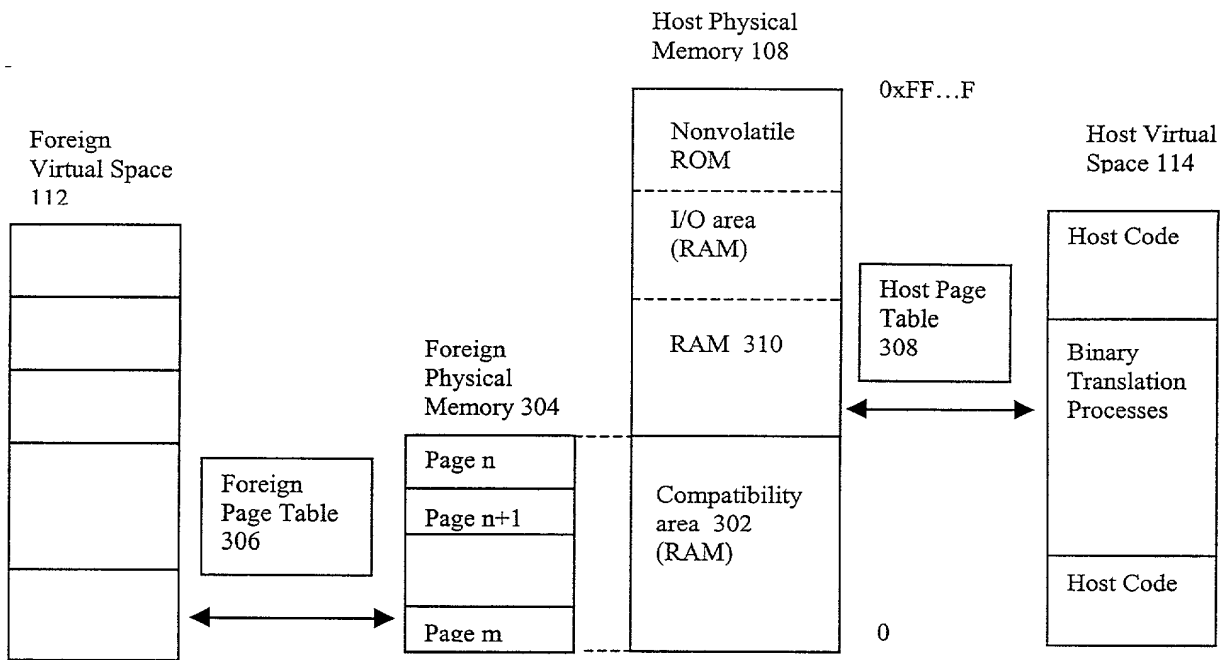 Host Physical
Memory 108
0xFF…F
Foreign
Virtual Space
112
Nonvolatile
ROM
Host Virtual
Space 114
I/O area
(RAM)
Host Code
Host Page
Table
308
RAM 310
Foreign
Physical
Memory 304
Binary
Translation
Processes
Page n
Foreign
Page Table
306
Page n+1
Compatibility
area 302
(RAM)
Host Code
Page m
0